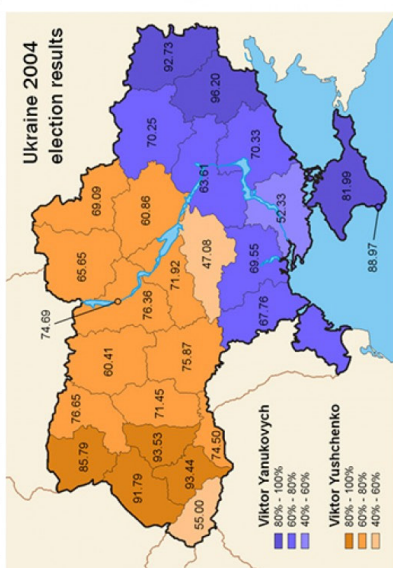 Ukraine 2004
election results
92.73
96.20
70.25
70.33
63.61
52.33
81.99
88.97
69.09
60.86
65.65
47.08
69.55
67.76
74.69
76.36
71.92
60.41
75.87
76.65
71.45
85.79
93.53
91.79
93.44
74.50
55.00
Viktor Yanukovych
80% - 100%
60% - 80%
40% - 60%
Viktor Yushchenko
80% - 100%
60% - 80%
40% - 60%